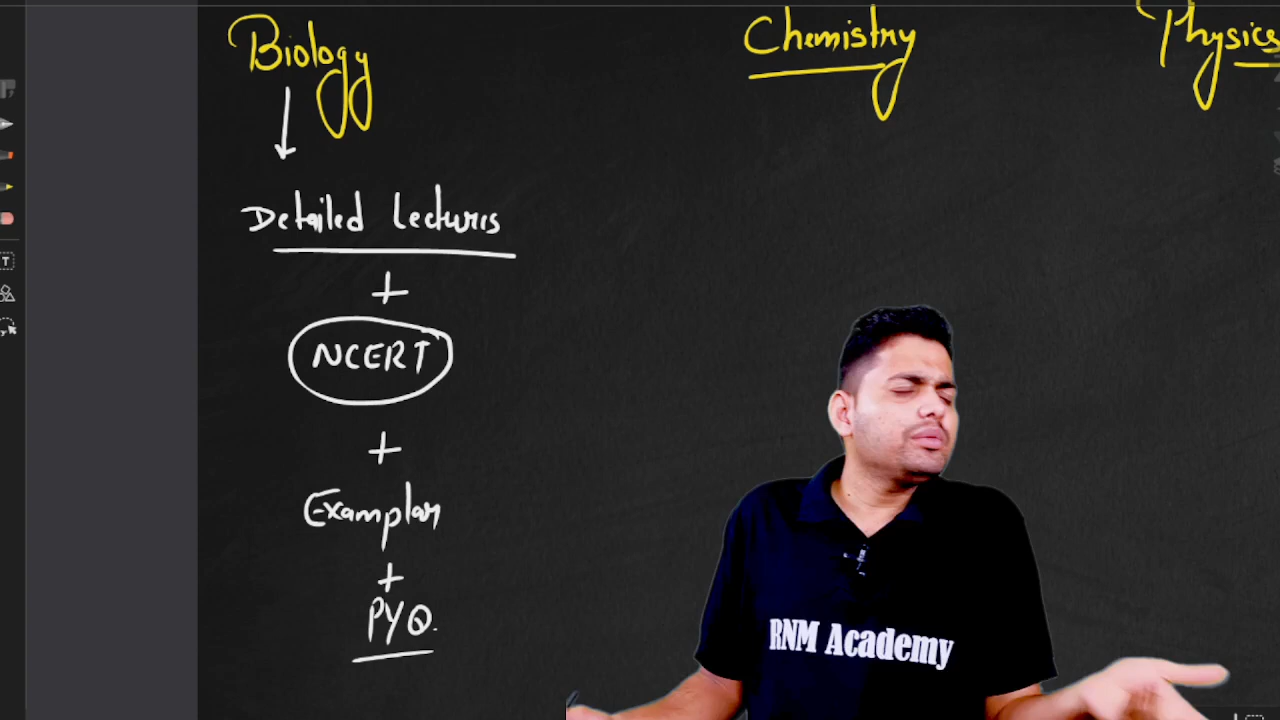 Biology
Chemistry
Physics
Detailed Lectures
+
NCERT
+
Examplar
+
PYQ.
RNM Academy
T